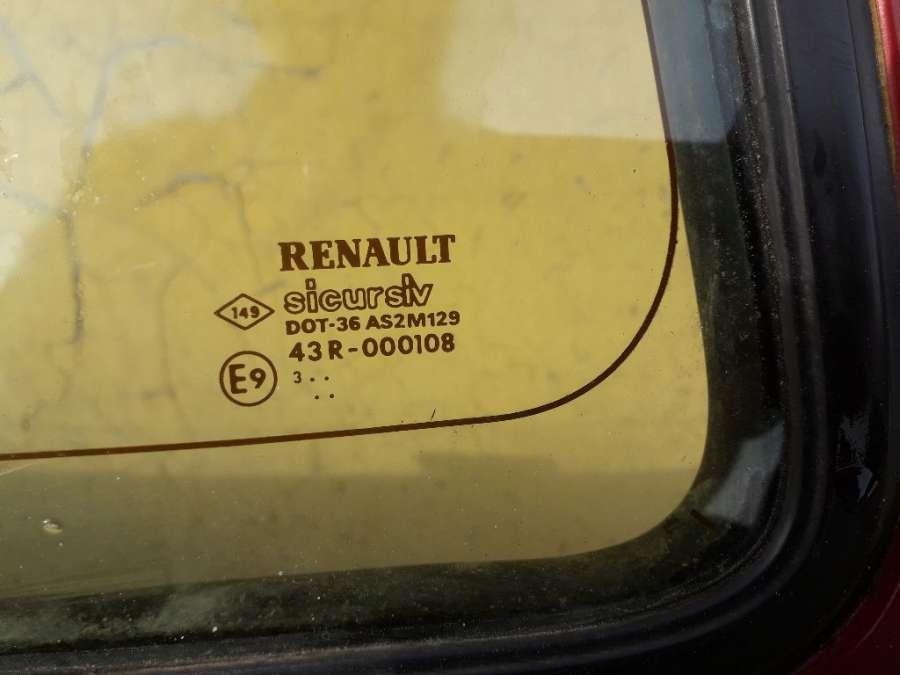 RENAULT
149
sicursiv
DOT-36 AS2M129
43R-000108
E9
3..
..